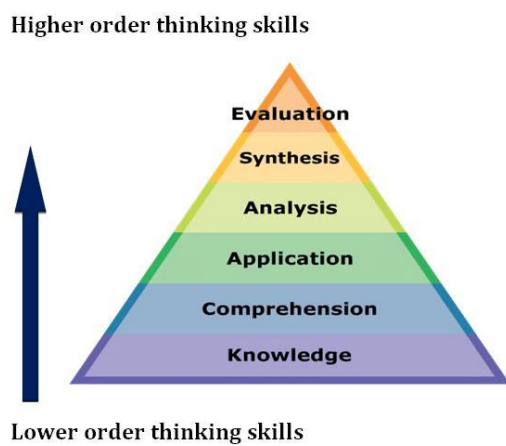 Higher order thinking skills
Evaluation
Synthesis
Analysis
Application
Comprehension
Knowledge
Lower order thinking skills